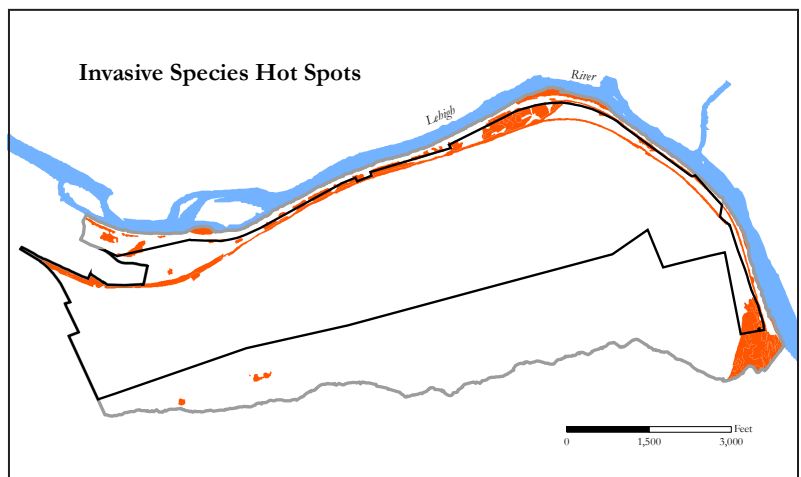 Invasive Species Hot Spots
River
Lehigh
Feet
0 1,500 3,000